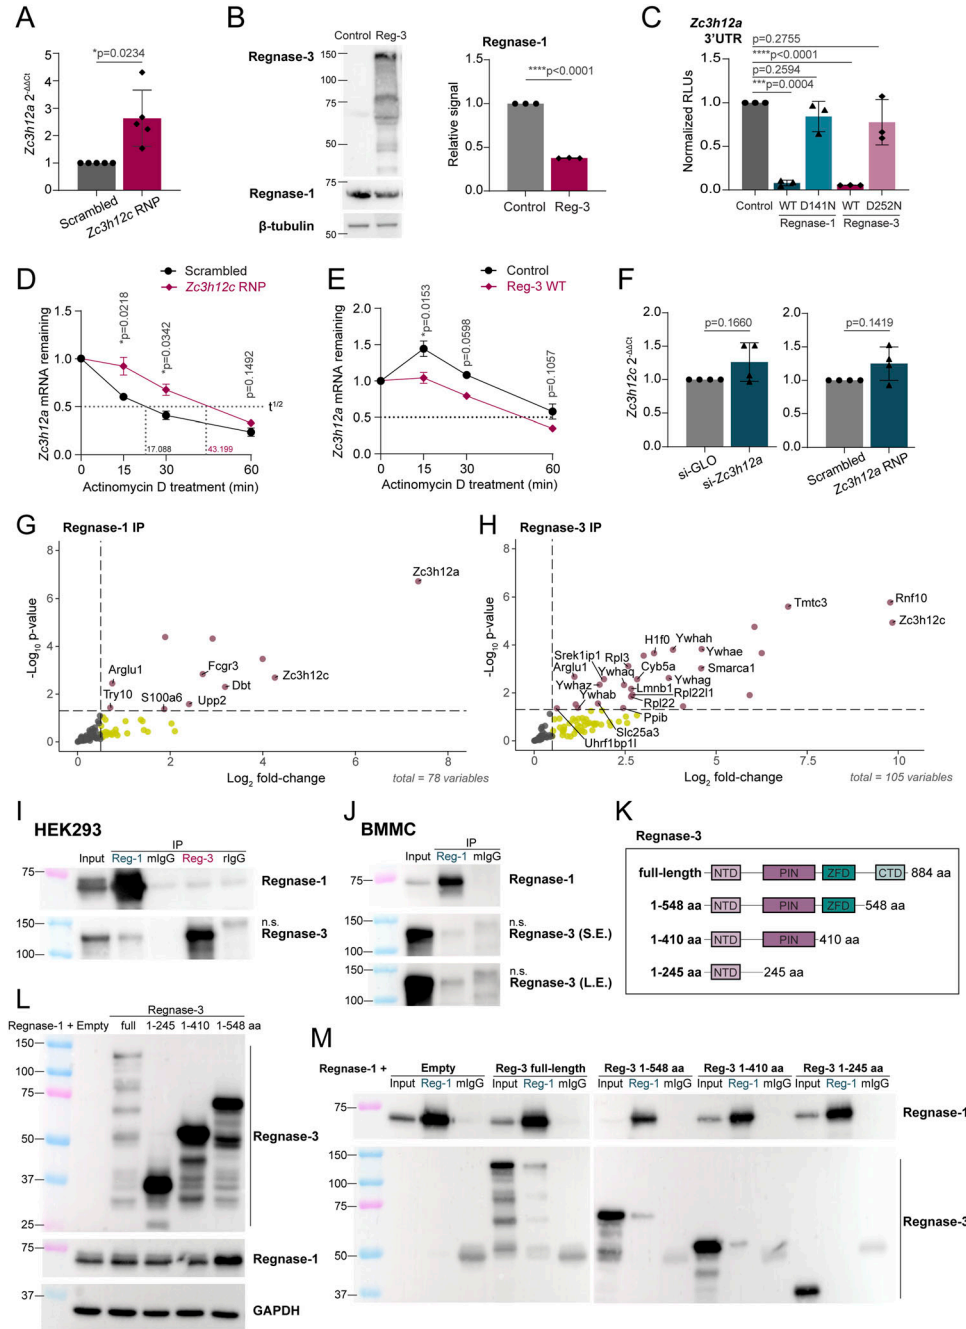 A
*p=0.0234
Zc3h12a 2-ΔΔCt
5
4
3
2
1
0
Scrambled
Zc3h12c RNP
B
Control Reg-3
Regnase-3
150
100
75
50
Regnase-1
75
β-tubulin
50
Regnase-1
****p<0.0001
Relative signal
1.5
1.0
0.5
0.0
Control
Reg-3
C
Zc3h12a
3'UTR
p=0.2755
****p<0.0001
p=0.2594
***p=0.0004
Normalized RLUs
1.0
0.5
0.0
Control WT D141N WT D252N
Regnase-1 Regnase-3
D
Scrambled
Zc3h12c RNP
Zc3h12a mRNA remaining
1.5
1.0
0.5
0.0
*p=0.0218
*p=0.0342
p=0.1492
t1/2
17.088
43.199
0 15 30 60
Actinomycin D treatment (min)
E
Control
Reg-3 WT
Zc3h12a mRNA remaining
2.0
1.5
1.0
0.5
0.0
*p=0.0153
p=0.0598
p=0.1057
0 15 30 60
Actinomycin D treatment (min)
F
Zc3h12c 2-ΔΔCt
2.0
1.5
1.0
0.5
0.0
p=0.1660
si-GLO
si-Zc3h12a
2.0
1.5
1.0
0.5
0.0
p=0.1419
Scrambled
Zc3h12a RNP
G
Regnase-1 IP
-Log10 p-value
8
6
4
2
0
Zc3h12a
Arglu1
Fcgr3
Zc3h12c
Try10
Dbt
S100a6
Upp2
0 2 4 6 8
Log2 fold-change
total = 78 variables
H
Regnase-3 IP
-Log10 p-value
8
6
4
2
0
Tmtc3
Rnf10
Zc3h12c
H1f0
Ywhah
Srek1ip1
Rpl3
Ywhae
Arglu1
Ywhaq
Cyb5a
Smarca1
Ywhaz
Lmnb1
Ywhag
Ywhab
Rpl22l1
Rpl22
Ppib
Slc25a3
Uhrf1bp1l
0 2.5 5 7.5 10
Log2 fold-change
total = 105 variables
I
HEK293
IP
Input Reg-1 mIgG Reg-3 rIgG
75
Regnase-1
n.s.
150
Regnase-3
100
J
BMMC
IP
Input Reg-1 mIgG
75
Regnase-1
n.s.
150
Regnase-3 (S.E.)
100
n.s.
150
Regnase-3 (L.E.)
100
K
Regnase-3
full-length NTD PIN ZFD CTD 884 aa
1-548 aa NTD PIN ZFD 548 aa
1-410 aa NTD PIN 410 aa
1-245 aa NTD 245 aa
L
Regnase-3
Regnase-1 + Empty full 1-245 1-410 1-548 aa
150
100
75
50
37
25
Regnase-3
75
Regnase-1
37
GAPDH
M
Regnase-1 + Empty Reg-3 full-length Reg-3 1-548 aa Reg-3 1-410 aa Reg-3 1-245 aa
Input Reg-1 mIgG Input Reg-1 mIgG Input Reg-1 mIgG Input Reg-1 mIgG Input Reg-1 mIgG
75
Regnase-1
150
100
75
50
37
Regnase-3